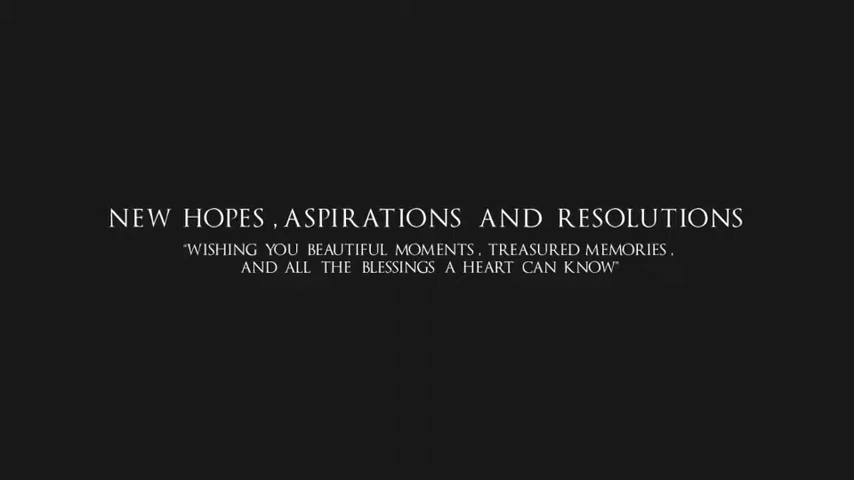 NEW HOPES , ASPIRATIONS AND RESOLUTIONS
"WISHING YOU BEAUTIFUL MOMENTS , TREASURED MEMORIES ,
AND ALL THE BLESSINGS A HEART CAN KNOW"